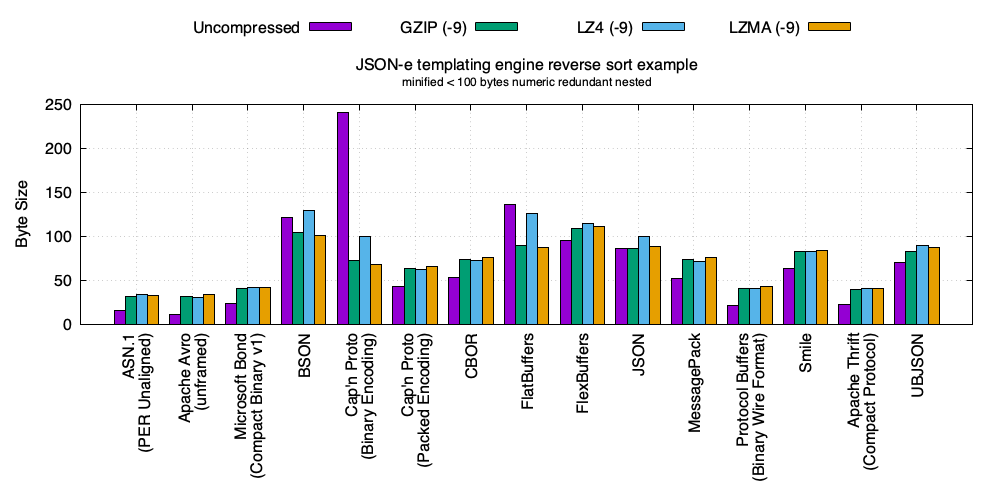 Uncompressed GZIP (-9) LZ4 (-9) LZMA (-9)
JSON-e templating engine reverse sort example
minified < 100 bytes numeric redundant nested
Byte Size
250
200
150
100
50
0
ASN.1
(PER Unaligned)
Apache Avro
(unframed)
Microsoft Bond
(Compact Binary v1)
BSON
Cap'n Proto
(Binary Encoding)
Cap'n Proto
(Packed Encoding)
CBOR
FlatBuffers
FlexBuffers
JSON
MessagePack
Protocol Buffers
(Binary Wire Format)
Smile
Apache Thrift
(Compact Protocol)
UBJSON